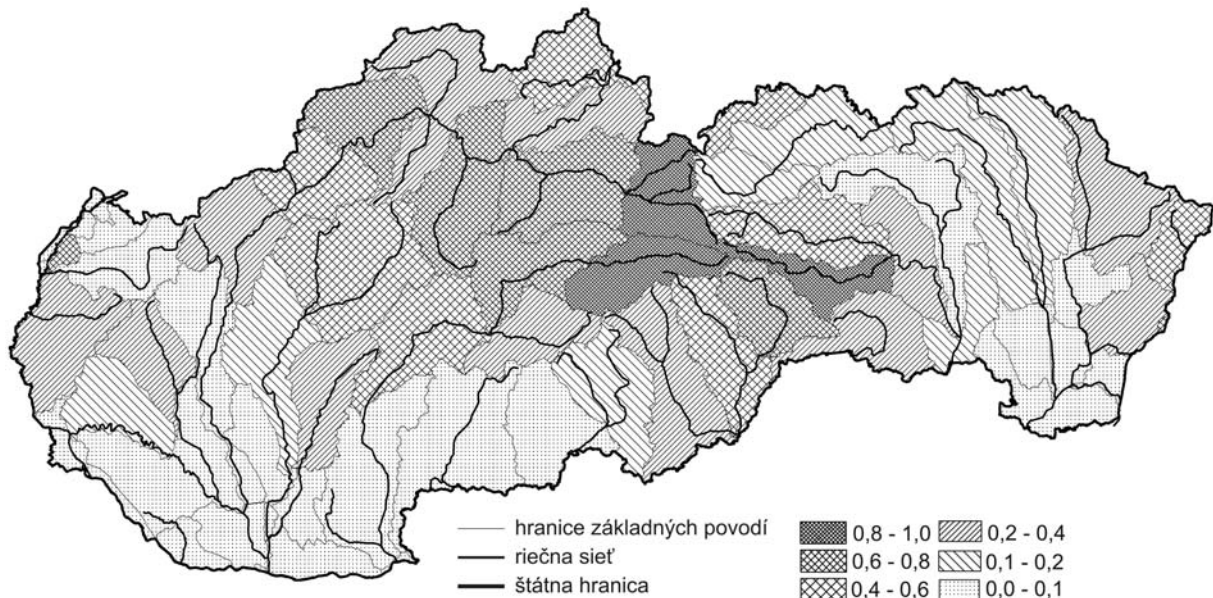 hranice základných povodí
riečna sieť
štátna hranica
0,8 - 1,0
0,6 - 0,8
0,4 - 0,6
0,2 - 0,4
0,1 - 0,2
0,0 - 0,1